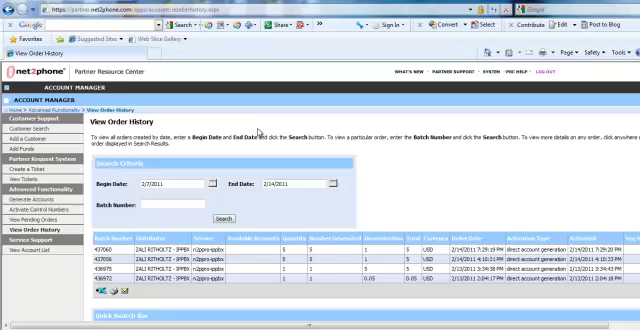 https://partner.net2phone.com/apps/account/resellerhistory.aspx
Google
Google
Search
Share
Sign In
Convert
Select
Contribute
Edit
Post to Blog
Favorites
Suggested Sites
Web Slice Gallery
View Order History
Page
Safety
Tools
net2phone
Partner Resource Center
WHAT'S NEW
PARTNER SUPPORT
SYSTEM
PRC HELP
LOG OUT
ACCOUNT MANAGER
ACCOUNT MANAGER
Home > Advanced Functionality > View Order History
Customer Support
Customer Search
Add a Customer
Add Funds
Partner Request System
Create a Ticket
View Tickets
Advanced Functionality
Generate Accounts
Activate Control Numbers
View Pending Orders
View Order History
Service Support
View Account List
View Order History
To view all orders created by date, enter a Begin Date and End Date and click the Search button. To view a particular order, enter the Batch Number and click the Search button. To view more details on any order, click anywhere
order displayed in Search Results.
Search Criteria
Begin Date: 2/7/2011 End Date: 2/14/2011
Batch Number:
Search
Batch Number Distributor Service Available Accounts Quantity Number Generated Denomination Total Currency Order Date Activation Type Activated Seq
437060 ZALI RITHOLTZ - IPPBX n2ppro-ippbx 5 5 1 5 USD 2/14/2011 7:29:19 PM direct account generation 2/14/2011 7:29:20 PM
437056 ZALI RITHOLTZ - IPPBX n2ppro-ippbx 5 5 1 5 USD 2/14/2011 4:10:31 PM direct account generation 2/14/2011 4:10:33 PM
436975 ZALI RITHOLTZ - IPPBX n2ppro-ippbx 1 1 5 5 USD 2/13/2011 3:34:38 PM direct account generation 2/13/2011 3:34:43 PM
436972 ZALI RITHOLTZ - IPPBX n2ppro-ippbx 1 1 0.05 0.05 USD 2/13/2011 2:04:17 PM direct account generation 2/13/2011 2:04:18 PM
Quick Search Bar